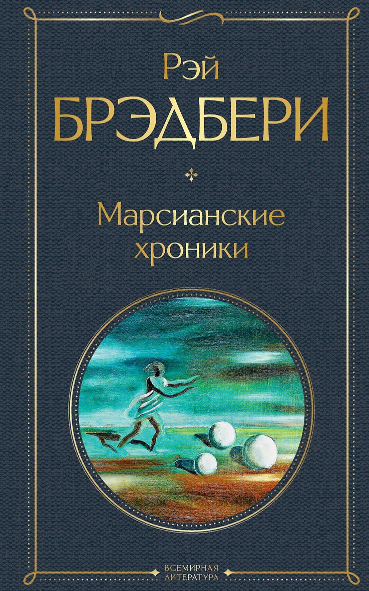 Рэй
БРЭДБЕРИ
Марсианские
хроники
ВСЕМИРНАЯ
ЛИТЕРАТУРА